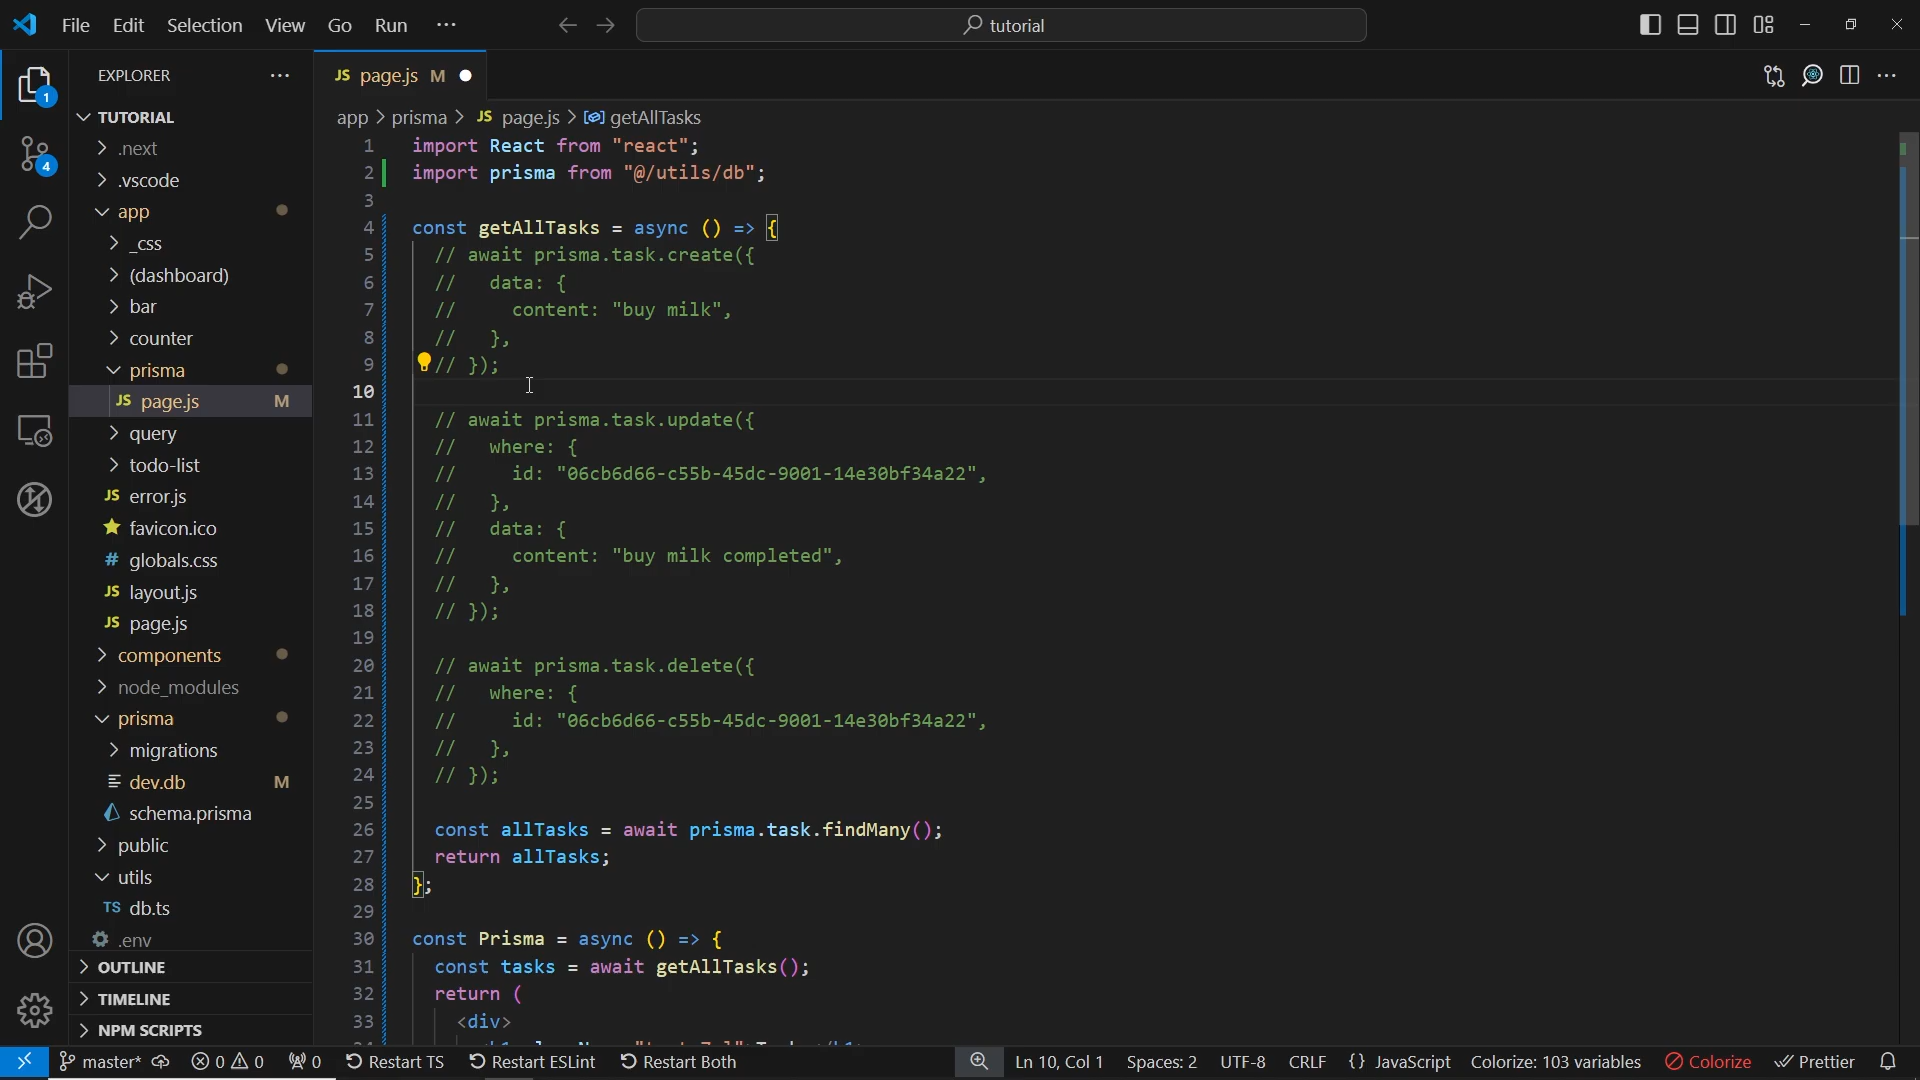 File Edit Selection View Go Run ···
tutorial
EXPLORER
TUTORIAL
.next
.vscode
app
_css
(dashboard)
bar
counter
prisma
JS page.js M
query
todo-list
JS error.js
favicon.ico
# globals.css
JS layout.js
JS page.js
components
node_modules
prisma
migrations
dev.db M
schema.prisma
public
utils
TS db.ts
.env
OUTLINE
TIMELINE
NPM SCRIPTS
1
4
JS page.js M
app > prisma > JS page.js > getAllTasks
1 import React from "react";
2 import prisma from "@/utils/db";
3
4 const getAllTasks = async () => {
5 // await prisma.task.create({
6 //   data: {
7 //     content: "buy milk",
8 //   },
9 // });
10
11 // await prisma.task.update({
12 //   where: {
13 //     id: "06cb6d66-c55b-45dc-9001-14e30bf34a22",
14 //   },
15 //   data: {
16 //     content: "buy milk completed",
17 //   },
18 // });
19
20 // await prisma.task.delete({
21 //   where: {
22 //     id: "06cb6d66-c55b-45dc-9001-14e30bf34a22",
23 //   },
24 // });
25
26 const allTasks = await prisma.task.findMany();
27 return allTasks;
28 };
29
30 const Prisma = async () => {
31 const tasks = await getAllTasks();
32 return (
33 <div>
master* 0 0 0 Restart TS Restart ESLint Restart Both Ln 10, Col 1 Spaces: 2 UTF-8 CRLF {} JavaScript Colorize: 103 variables Colorize Prettier